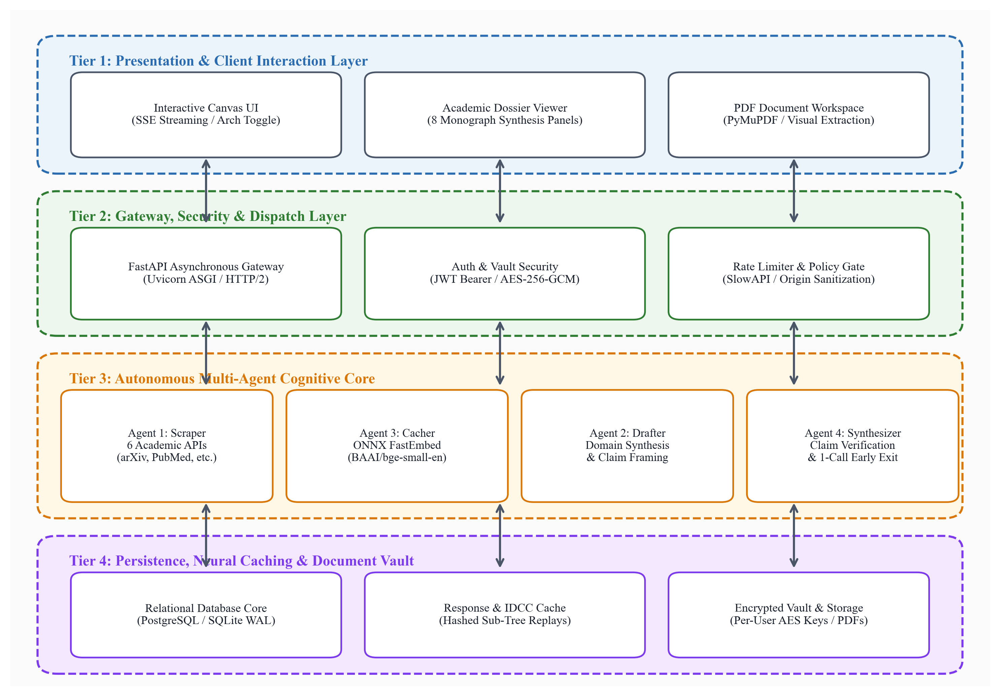 Tier 1: Presentation & Client Interaction Layer
Interactive Canvas UI
(SSE Streaming / Arch Toggle)
Academic Dossier Viewer
(8 Monograph Synthesis Panels)
PDF Document Workspace
(PyMuPDF / Visual Extraction)
Tier 2: Gateway, Security & Dispatch Layer
FastAPI Asynchronous Gateway
(Uvicorn ASGI / HTTP/2)
Auth & Vault Security
(JWT Bearer / AES-256-GCM)
Rate Limiter & Policy Gate
(SlowAPI / Origin Sanitization)
Tier 3: Autonomous Multi-Agent Cognitive Core
Agent 1: Scraper
6 Academic APIs
(arXiv, PubMed, etc.)
Agent 3: Cacher
ONNX FastEmbed
(BAAI/bge-small-en)
Agent 2: Drafter
Domain Synthesis
& Claim Framing
Agent 4: Synthesizer
Claim Verification
& 1-Call Early Exit
Tier 4: Persistence, Neural Caching & Document Vault
Relational Database Core
(PostgreSQL / SQLite WAL)
Response & IDCC Cache
(Hashed Sub-Tree Replays)
Encrypted Vault & Storage
(Per-User AES Keys / PDFs)